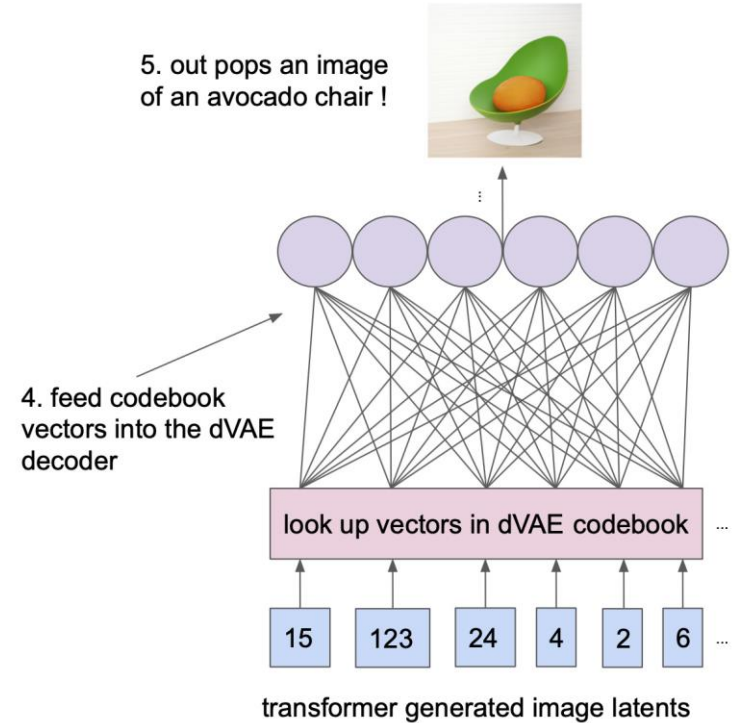 5. out pops an image
of an avocado chair !
...
4. feed codebook
vectors into the dVAE
decoder
look up vectors in dVAE codebook ...
15 123 24 4 2 6 ...
transformer generated image latents